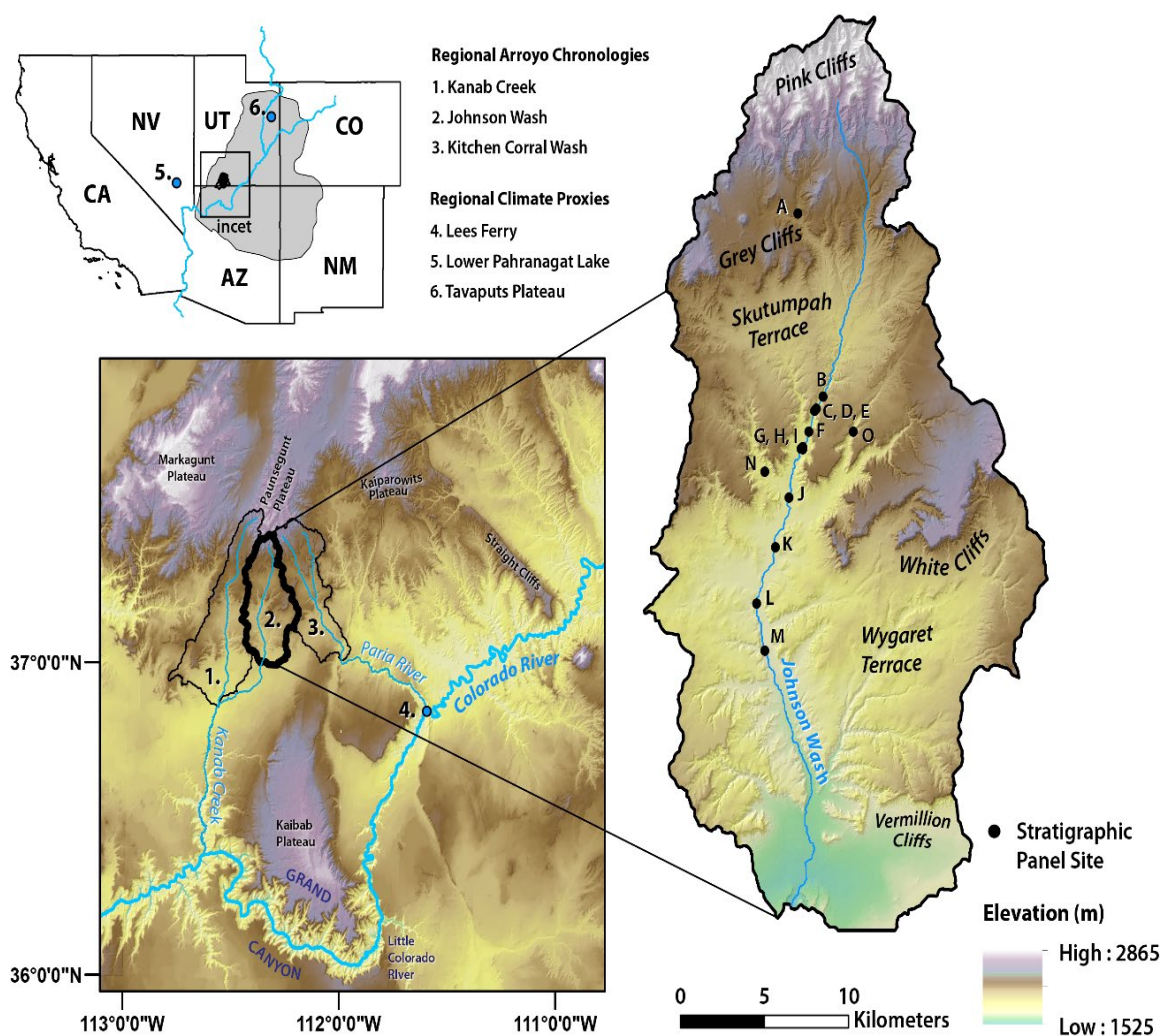 NV
UT
CO
CA
AZ
NM
5.
6.
incet
Regional Arroyo Chronologies
1. Kanab Creek
2. Johnson Wash
3. Kitchen Corral Wash
Regional Climate Proxies
4. Lees Ferry
5. Lower Pahranagat Lake
6. Tavaputs Plateau
Markagunt
Plateau
Paunsegunt
Plateau
Kaiparowits
Plateau
Straight Cliffs
1.
2.
3.
4.
Paria River
Colorado River
Kanab Creek
Kaibab
Plateau
GRAND
CANYON
Little
Colorado
River
37°0'0"N
36°0'0"N
113°0'0"W
112°0'0"W
111°0'0"W
Pink Cliffs
A
Grey Cliffs
Skutumpah
Terrace
B
C, D, E
F
O
G, H, I
N
J
K
White Cliffs
L
M
Wygaret
Terrace
Johnson Wash
Vermillion
Cliffs
Stratigraphic
Panel Site
Elevation (m)
High : 2865
Low : 1525
0 5 10
Kilometers